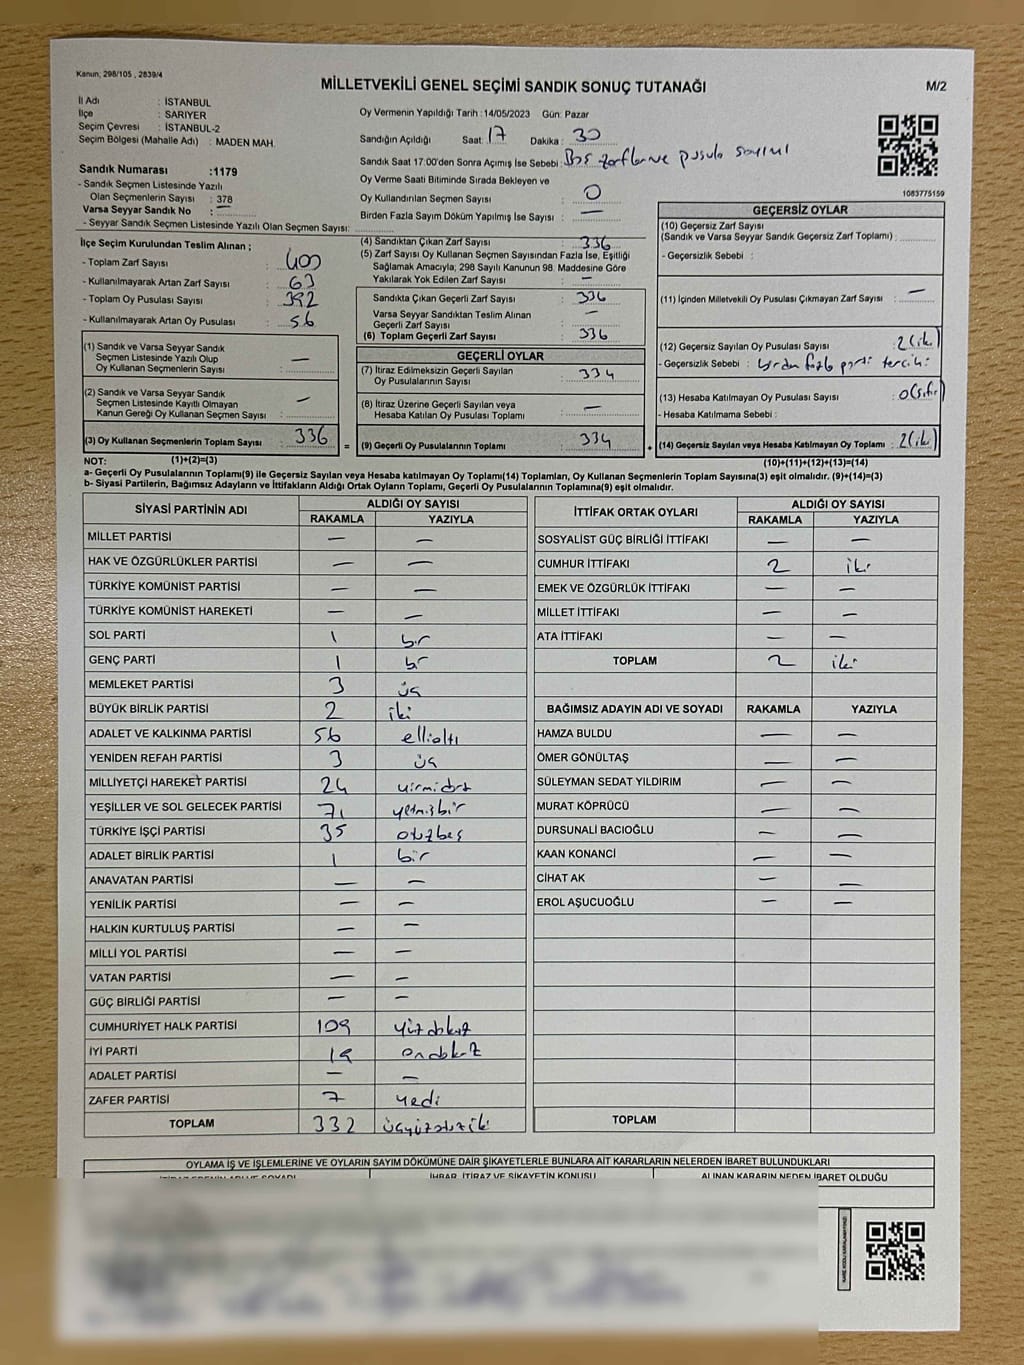 Kanun; 298/105 , 2839/4
MİLLETVEKİLİ GENEL SEÇİMİ SANDIK SONUÇ TUTANAĞI
M/2
İl Adı : İSTANBUL
İlçe : SARIYER
Seçim Çevresi : İSTANBUL-2
Seçim Bölgesi (Mahalle Adı) : MADEN MAH.
Sandık Numarası :1179
- Sandık Seçmen Listesinde Yazılı
Olan Seçmenlerin Sayısı : 378
Varsa Seyyar Sandık No : —
- Seyyar Sandık Seçmen Listesinde Yazılı Olan Seçmen Sayısı:
Oy Vermenin Yapıldığı Tarih : 14/05/2023 Gün: Pazar
Sandığın Açıldığı Saat : 17 Dakika : 30
Sandık Saat 17:00'den Sonra Açımış İse Sebebi: Boş zarflar ve pusula sayımı
Oy Verme Saati Bitiminde Sırada Bekleyen ve
Oy Kullandırılan Seçmen Sayısı : 0
Birden Fazla Sayım Döküm Yapılmış İse Sayısı : —
1083775159
İlçe Seçim Kurulundan Teslim Alınan ;
- Toplam Zarf Sayısı : 400
- Kullanılmayarak Artan Zarf Sayısı : 63
- Toplam Oy Pusulası Sayısı : 392
- Kullanılmayarak Artan Oy Pusulası : 56
(1) Sandık ve Varsa Seyyar Sandık
Seçmen Listesinde Yazılı Olup
Oy Kullanan Seçmenlerin Sayısı : —
(2) Sandık ve Varsa Seyyar Sandık
Seçmen Listesinde Kayıtlı Olmayan
Kanun Gereği Oy Kullanan Seçmen Sayısı : —
(3) Oy Kullanan Seçmenlerin Toplam Sayısı : 336 =
(4) Sandıktan Çıkan Zarf Sayısı : 336
(5) Zarf Sayısı Oy Kullanan Seçmen Sayısından Fazla İse, Eşitliği
Sağlamak Amacıyla; 298 Sayılı Kanunun 98. Maddesine Göre
Yakılarak Yok Edilen Zarf Sayısı : —
Sandıkta Çıkan Geçerli Zarf Sayısı : 336
Varsa Seyyar Sandıktan Teslim Alınan
Geçerli Zarf Sayısı : —
(6) Toplam Geçerli Zarf Sayısı : 336
GEÇERLİ OYLAR
(7) İtiraz Edilmeksizin Geçerli Sayılan
Oy Pusulalarının Sayısı : 334
(8) İtiraz Üzerine Geçerli Sayılan veya
Hesaba Katılan Oy Pusulası Toplamı : —
(9) Geçerli Oy Pusulalarının Toplamı : 334 +
GEÇERSİZ OYLAR
(10) Geçersiz Zarf Sayısı
(Sandık ve Varsa Seyyar Sandık Geçersiz Zarf Toplamı) :
- Geçersizlik Sebebi :
(11) İçinden Milletvekili Oy Pusulası Çıkmayan Zarf Sayısı : —
(12) Geçersiz Sayılan Oy Pusulası Sayısı : 2(iki)
- Geçersizlik Sebebi : birden fazla parti tercihi
(13) Hesaba Katılmayan Oy Pusulası Sayısı : 0(sıfır)
- Hesaba Katılmama Sebebi :
(14) Geçersiz Sayılan veya Hesaba Katılmayan Oy Toplamı : 2(iki)
NOT: (1)+(2)=(3)
(10)+(11)+(12)+(13)=(14)
a- Geçerli Oy Pusulalarının Toplamı(9) ile Geçersiz Sayılan veya Hesaba katılmayan Oy Toplamı(14) Toplamları, Oy Kullanan Seçmenlerin Toplam Sayısına(3) eşit olmalıdır. (9)+(14)=(3)
b- Siyasi Partilerin, Bağımsız Adayların ve İttifakların Aldığı Ortak Oyların Toplamı, Geçerli Oy Pusulalarının Toplamına(9) eşit olmalıdır.
SİYASİ PARTİNİN ADI ALDIĞI OY SAYISI
RAKAMLA YAZIYLA
MİLLET PARTİSİ — —
HAK VE ÖZGÜRLÜKLER PARTİSİ — —
TÜRKİYE KOMÜNİST PARTİSİ — —
TÜRKİYE KOMÜNİST HAREKETİ — —
SOL PARTİ 1 bir
GENÇ PARTİ 1 br
MEMLEKET PARTİSİ 3 üç
BÜYÜK BİRLİK PARTİSİ 2 iki
ADALET VE KALKINMA PARTİSİ 56 ellialtı
YENİDEN REFAH PARTİSİ 3 üç
MİLLİYETÇİ HAREKET PARTİSİ 24 yirmidört
YEŞİLLER VE SOL GELECEK PARTİSİ 71 yetmişbir
TÜRKİYE İŞÇİ PARTİSİ 35 otuzbeş
ADALET BİRLİK PARTİSİ 1 bir
ANAVATAN PARTİSİ — —
YENİLİK PARTİSİ — —
HALKIN KURTULUŞ PARTİSİ — —
MİLLİ YOL PARTİSİ — —
VATAN PARTİSİ — —
GÜÇ BİRLİĞİ PARTİSİ — —
CUMHURİYET HALK PARTİSİ 109 yüzdokuz
İYİ PARTİ 19 ondokuz
ADALET PARTİSİ — —
ZAFER PARTİSİ 7 yedi
TOPLAM 332 üçyüzotuziki
İTTİFAK ORTAK OYLARI ALDIĞI OY SAYISI
RAKAMLA YAZIYLA
SOSYALİST GÜÇ BİRLİĞİ İTTİFAKI — —
CUMHUR İTTİFAKI 2 iki
EMEK VE ÖZGÜRLÜK İTTİFAKI — —
MİLLET İTTİFAKI — —
ATA İTTİFAKI — —
TOPLAM 2 iki
BAĞIMSIZ ADAYIN ADI VE SOYADI RAKAMLA YAZIYLA
HAMZA BULDU — —
ÖMER GÖNÜLTAŞ — —
SÜLEYMAN SEDAT YILDIRIM — —
MURAT KÖPRÜCÜ — —
DURSUNALİ BACIOĞLU — —
KAAN KONANCİ — —
CİHAT AK — —
EROL AŞUCUOĞLU — —
TOPLAM
OYLAMA İŞ VE İŞLEMLERİNE VE OYLARIN SAYIM DÖKÜMÜNE DAİR ŞİKAYETLERLE BUNLARA AİT KARARLARIN NELERDEN İBARET BULUNDUKLARI
İHBAR, İTİRAZ VE ŞİKAYETİN KONUSU ALINAN KARARIN NEDEN İBARET OLDUĞU